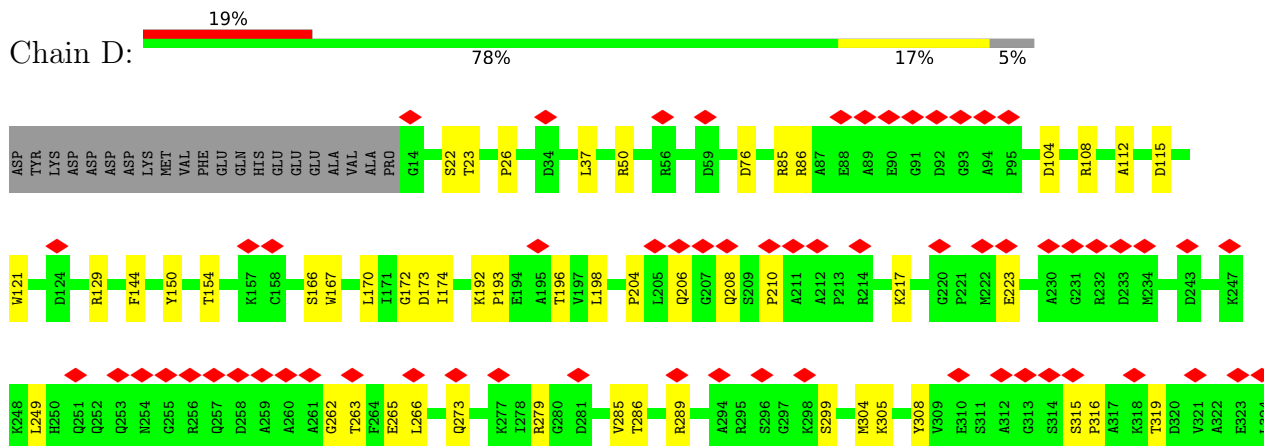 19%
Chain D:
78% 17% 5%
ASP TYR LYS ASP ASP ASP ASP LYS MET VAL PHE GLU GLN HIS GLU GLU GLU ALA VAL ALA PRO G14 S22 T23 P26 D34 L37 R50 R56 D59 D76 R85 R86 A87 E88 A89 E90 G91 D92 G93 A94 P95 D104 R108 A112 D115
W121 D124 R129 F144 Y150 T154 K157 C158 S166 W167 L170 I171 G172 D173 I174 K192 P193 E194 A195 T196 V197 L198 P204 L205 Q206 G207 Q208 S209 P210 A211 A212 P213 R214 K217 G220 P221 M222 E223 A230 G231 R232 D233 M234 D243 K247
K248 L249 H250 Q251 Q252 Q253 N254 G255 R256 Q257 D258 A259 A260 A261 G262 T263 F264 E265 L266 Q273 K277 I278 R279 G280 D281 V285 T286 R289 A294 R295 S296 G297 K298 S299 M304 K305 Y308 V309 E310 S311 A312 G313 S314 S315 P316 A317 K318 T319 D320 V321 A322 E323